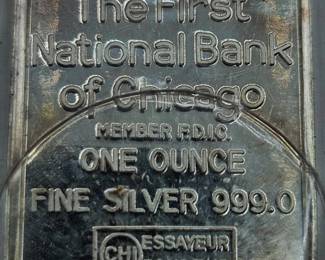 The First
National Bank
of Chicago
MEMBER F.D.I.C.
ONE OUNCE
FINE SILVER 999.0
CHI ESSAYEUR